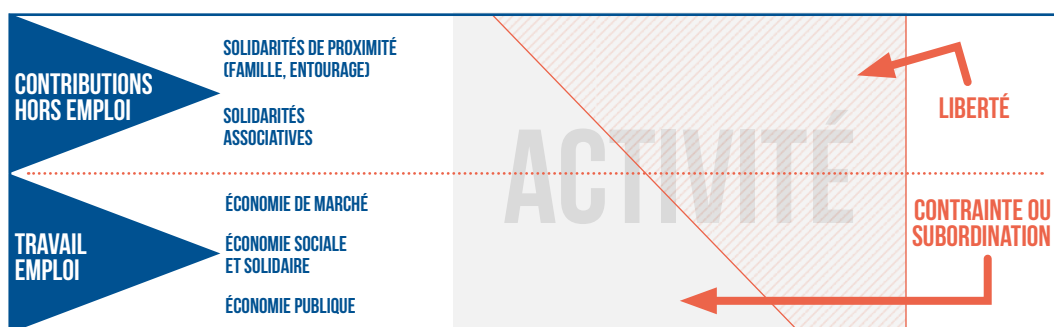 CONTRIBUTIONS
HORS EMPLOI
SOLIDARITÉS DE PROXIMITÉ
(FAMILLE, ENTOURAGE)
SOLIDARITÉS
ASSOCIATIVES
ACTIVITÉ
LIBERTÉ
TRAVAIL
EMPLOI
ÉCONOMIE DE MARCHÉ
ÉCONOMIE SOCIALE
ET SOLIDAIRE
ÉCONOMIE PUBLIQUE
CONTRAINTE OU
SUBORDINATION